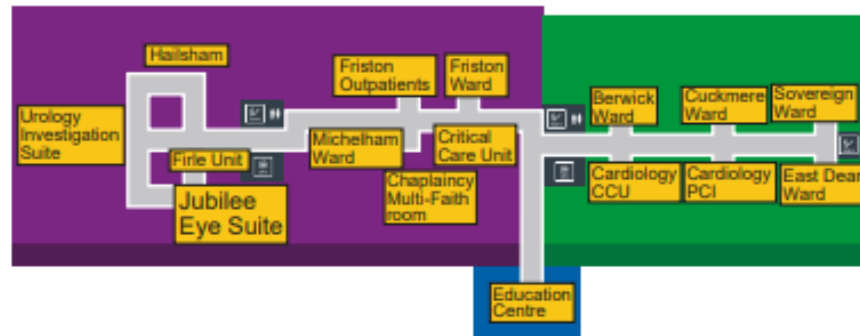 Hailsham
Friston
Outpatients
Friston
Ward
Urology
Investigation
Suite
Firle Unit
Jubilee
Eye Suite
Michelham
Ward
Critical
Care Unit
Chaplaincy
Multi-Faith
room
Berwick
Ward
Cuckmere
Ward
Sovereign
Ward
Cardiology
CCU
Cardiology
PCI
East Dean
Ward
Education
Centre